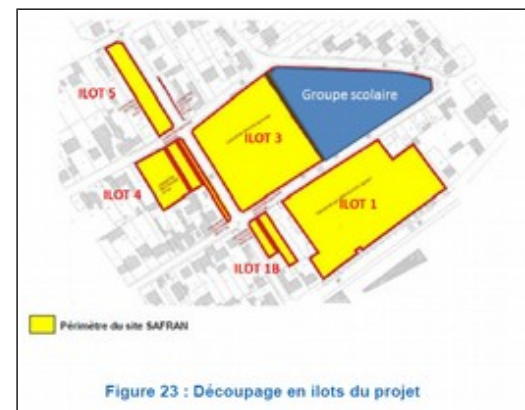 ILOT 5
Groupe scolaire
ILOT 3
ILOT 4
ILOT 1
ILOT 1B
Périmètre du site SAFRAN
Figure 23 : Découpage en ilots du projet